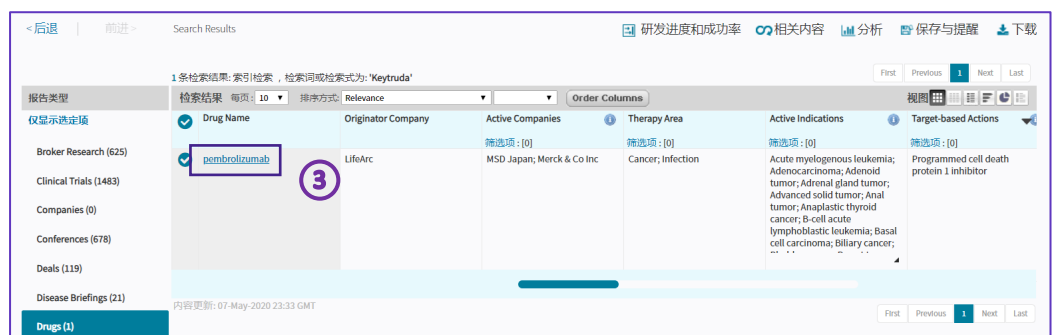 <后退 前进> Search Results 研发进度和成功率 相关内容 分析 保存与提醒 下载
1 条检索结果: 索引检索 ，检索词或检索式为: 'Keytruda' First Previous 1 Next Last
报告类型 检索结果 每页: 10 排序方式: Relevance Order Columns 视图
仅显示选定项 Drug Name Originator Company Active Companies Therapy Area Active Indications Target-based Actions
筛选项 : [0] 筛选项 : [0] 筛选项 : [0] 筛选项 : [0]
Broker Research (625)
Clinical Trials (1483)
Companies (0)
Conferences (678)
Deals (119)
Disease Briefings (21)
Drugs (1)
pembrolizumab LifeArc MSD Japan; Merck & Co Inc Cancer; Infection Acute myelogenous leukemia; Programmed cell death
Adenocarcinoma; Adenoid protein 1 inhibitor
tumor; Adrenal gland tumor;
Advanced solid tumor; Anal
tumor; Anaplastic thyroid
cancer; B-cell acute
lymphoblastic leukemia; Basal
cell carcinoma; Biliary cancer;
③
内容更新: 07-May-2020 23:33 GMT
First Previous 1 Next Last